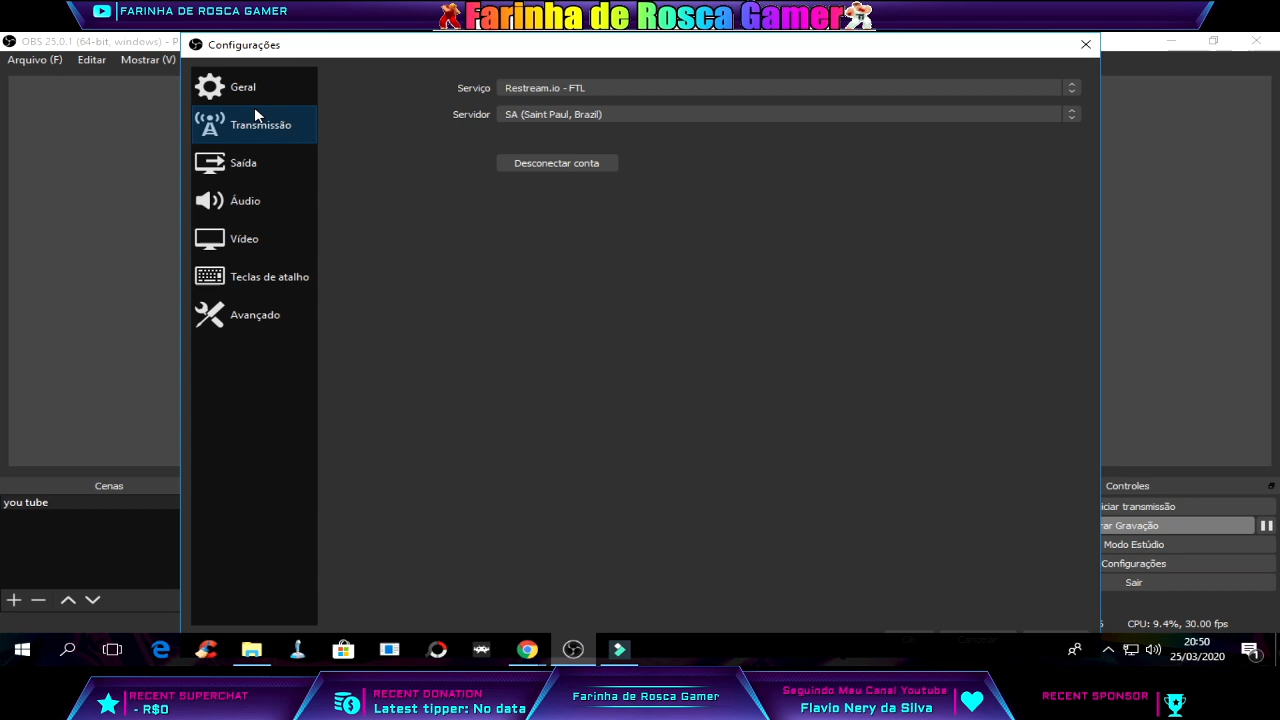 FARINHA DE ROSCA GAMER
Farinha de Rosca Gamer
OBS 25.0.1 (64-bit, windows) - P
Configurações
Arquivo (F) Editar Mostrar (V)
Geral
Transmissão
Saída
Áudio
Vídeo
Teclas de atalho
Avançado
Serviço Restream.io - FTL
Servidor SA (Saint Paul, Brazil)
Desconectar conta
Cenas
you tube
Controles
iciar transmissão
rar Gravação
Modo Estúdio
Configurações
Sair
CPU: 9.4%, 30.00 fps
Ok Cancelar
20:50
25/03/2020
1
RECENT SUPERCHAT
- R$0
RECENT DONATION
Latest tipper: No data
Farinha de Rosca Gamer
Seguindo Meu Canal Youtube
Flavio Nery da Silva
RECENT SPONSOR